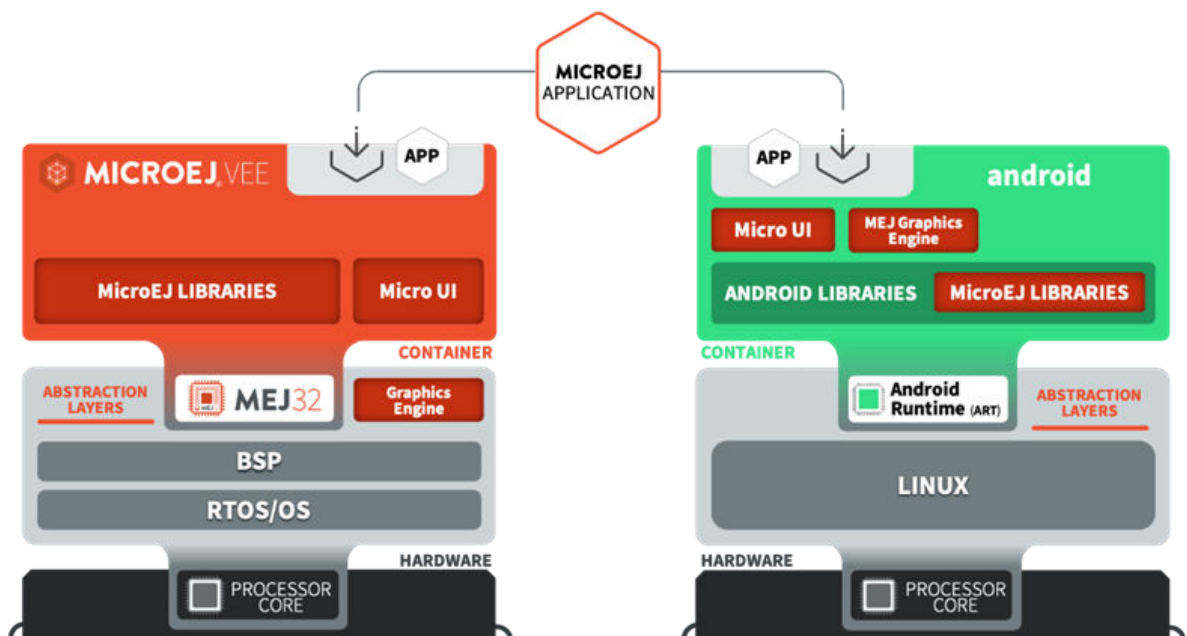 MICROEJ
APPLICATION
MICROEJ. VEE
APP
MicroEJ LIBRARIES
Micro UI
CONTAINER
ABSTRACTION
LAYERS
MEJ
MEJ32
Graphics
Engine
BSP
RTOS/OS
HARDWARE
PROCESSOR
CORE
APP
android
Micro UI
MEJ Graphics
Engine
ANDROID LIBRARIES
MicroEJ LIBRARIES
CONTAINER
Android
Runtime (ART)
ABSTRACTION
LAYERS
LINUX
HARDWARE
PROCESSOR
CORE